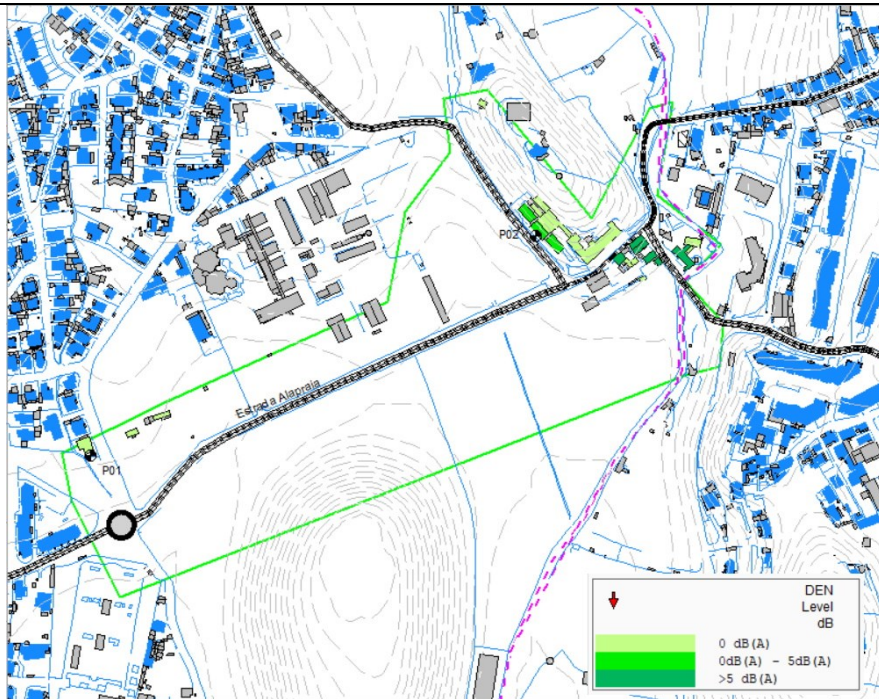 P02
Estrada Alapraia
P01
DEN
Level
dB
0 dB(A)
0dB(A) - 5dB(A)
>5 dB(A)